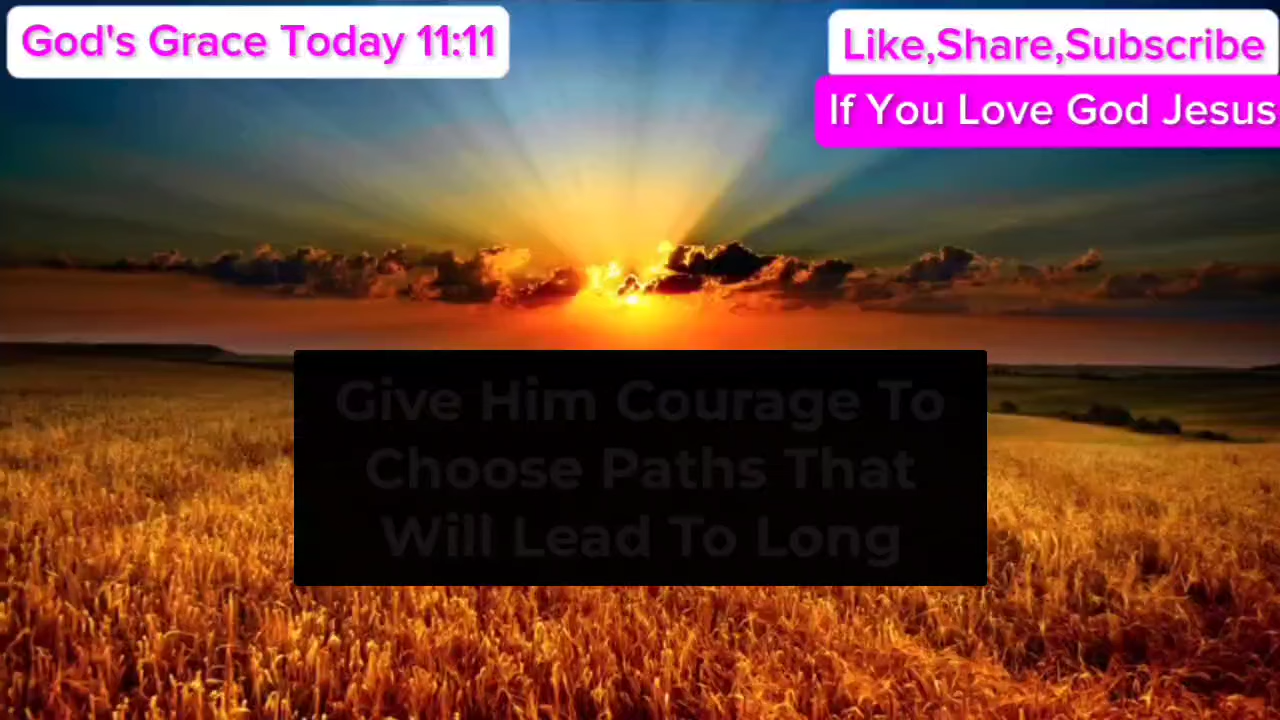 God's Grace Today 11:11
Like,Share,Subscribe
If You Love God Jesus
Give Him Courage To
Choose Paths That
Will Lead To Long